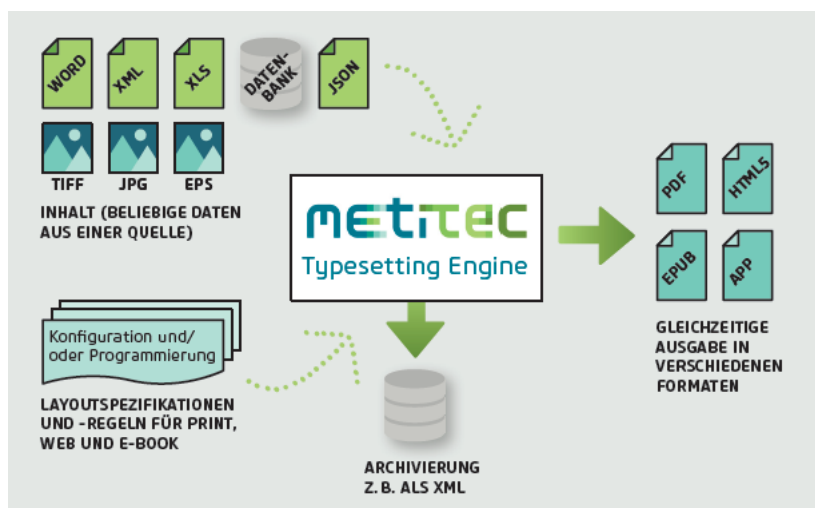 WORD
XML
XLS
DATEN-
BANK
JSON
TIFF JPG EPS
INHALT (BELIEBIGE DATEN
AUS EINER QUELLE)
metitec
Typesetting Engine
PDF
HTML5
EPUB
APP
GLEICHZEITIGE
AUSGABE IN
VERSCHIEDENEN
FORMATEN
Konfiguration und/
oder Programmierung
LAYOUTSPEZIFIKATIONEN
UND -REGELN FÜR PRINT,
WEB UND E-BOOK
ARCHIVIERUNG
Z. B. ALS XML